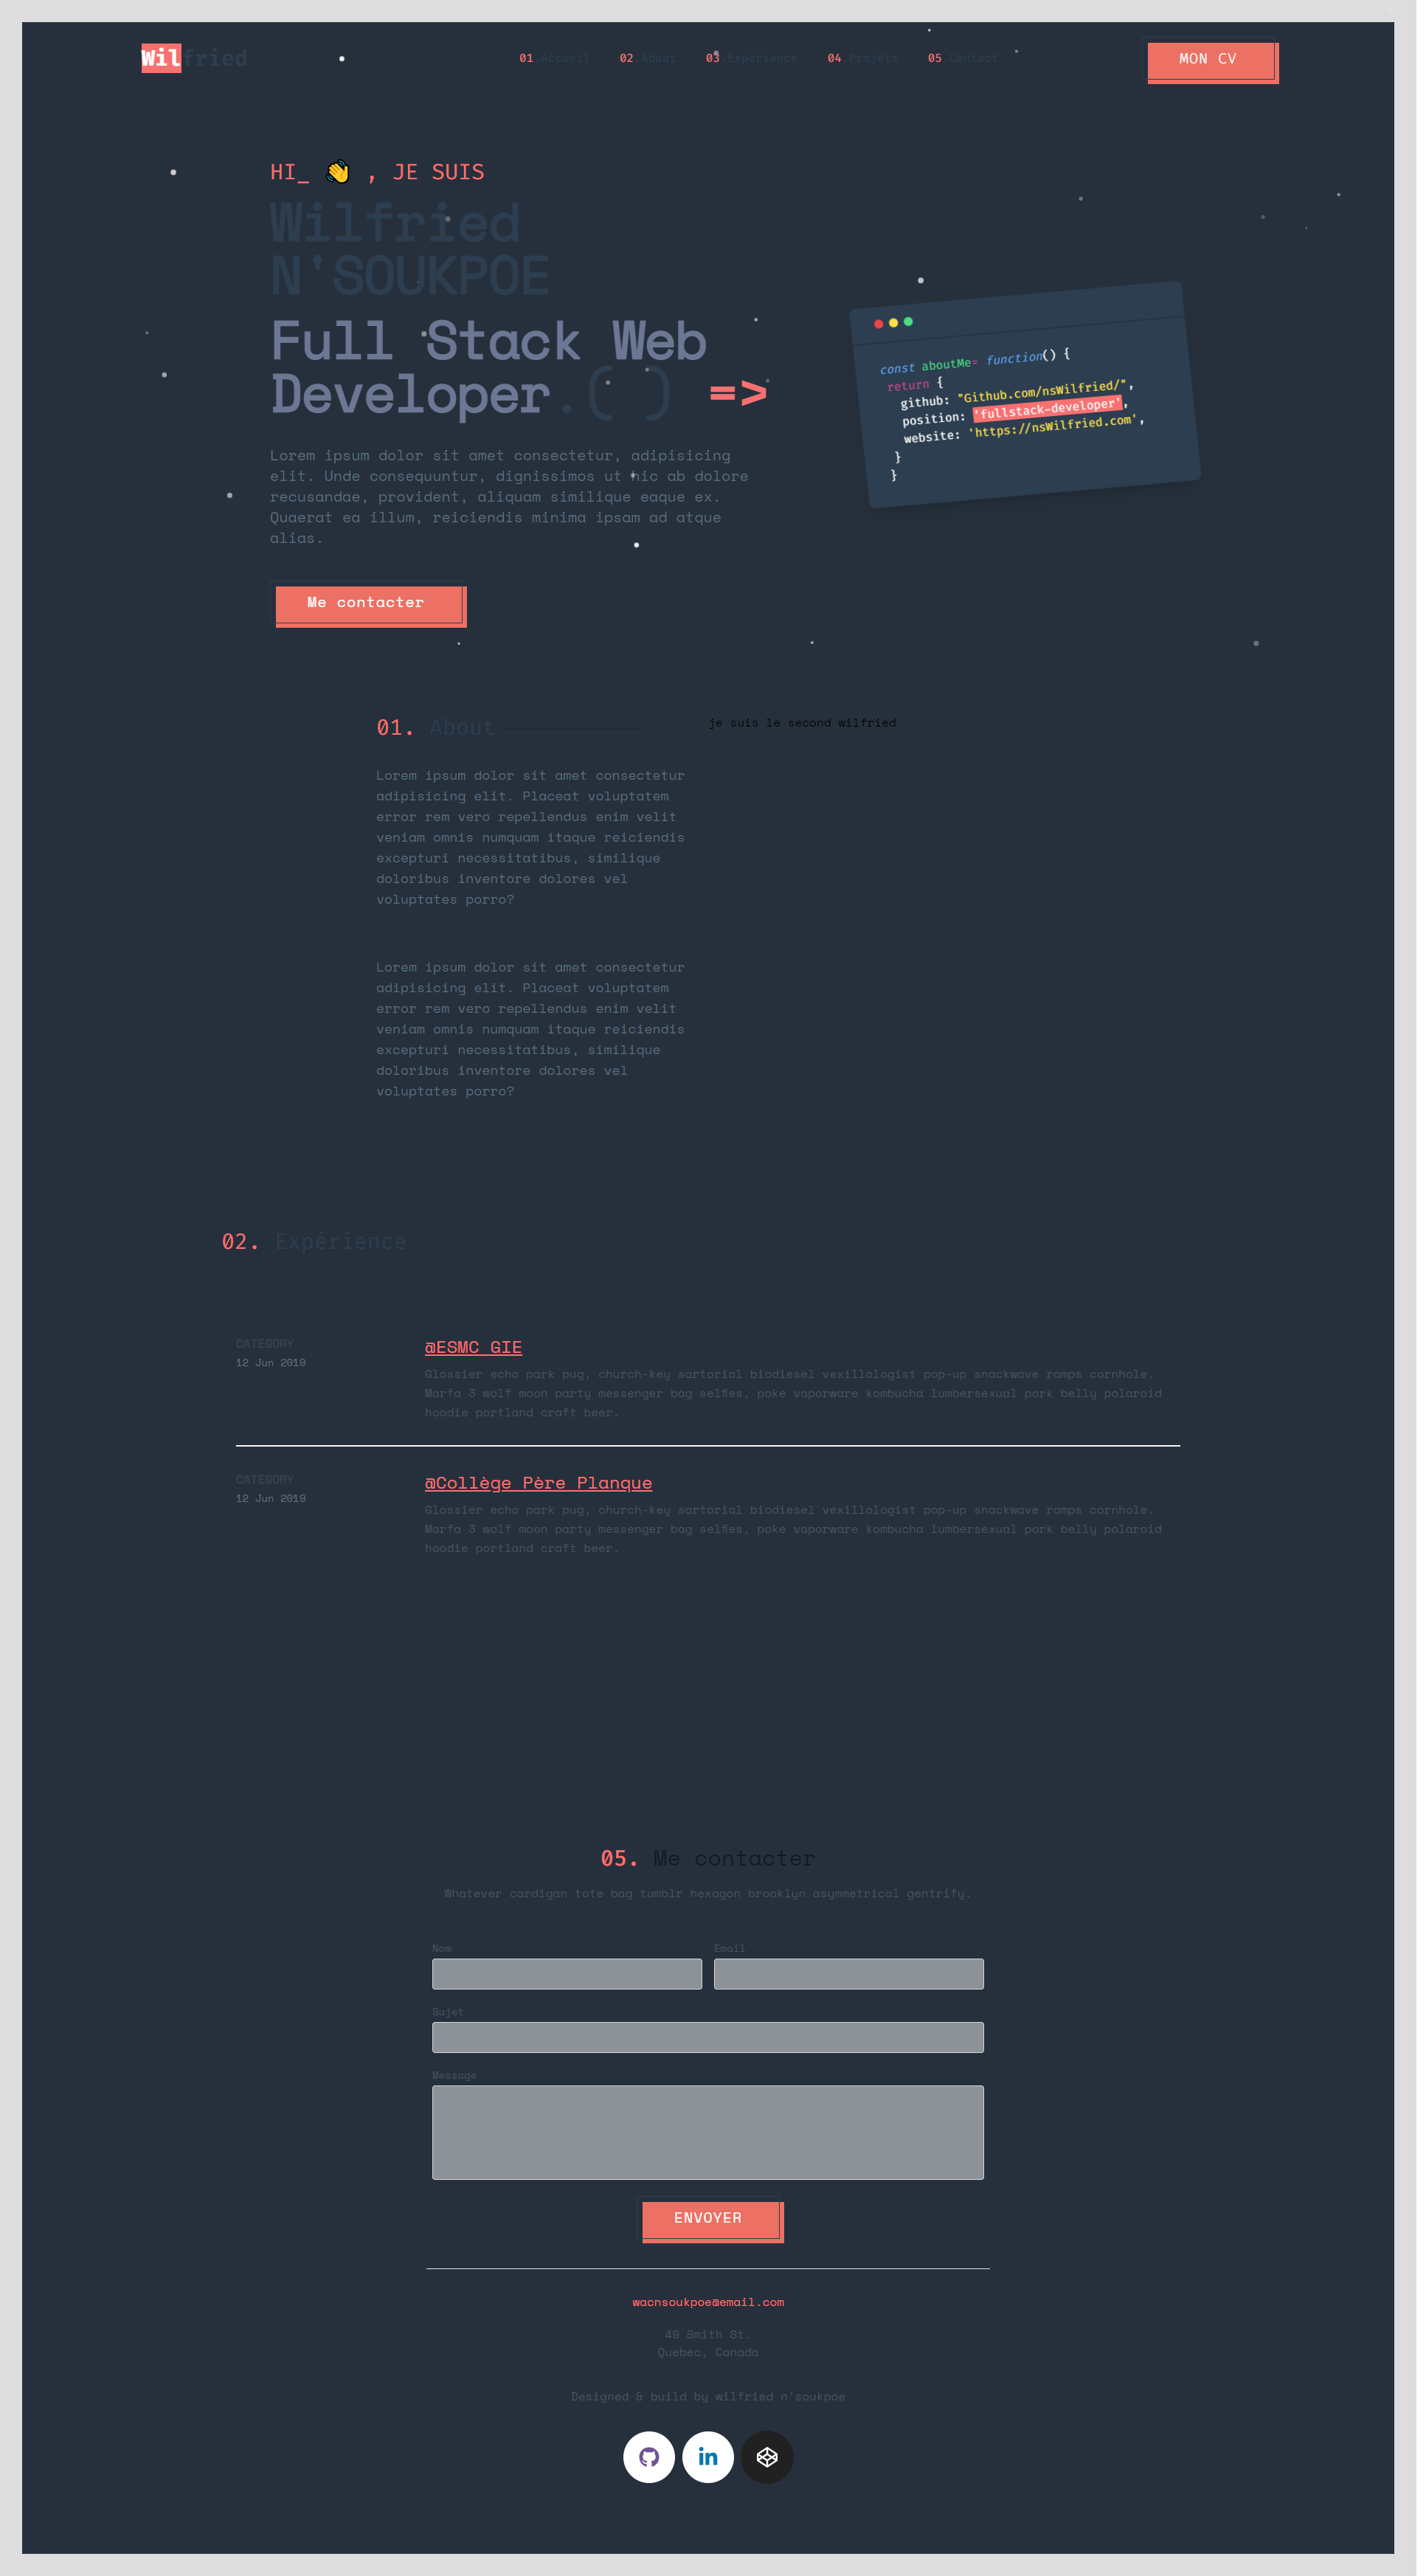 Wilfried
01.Accueil 02.About 03.Expérience 04.Projets 05.Contact
MON CV
HI_ 👋 , JE SUIS
Wilfried
N'SOUKPOE
Full Stack Web
Developer.( ) =>
Lorem ipsum dolor sit amet consectetur, adipisicing
elit. Unde consequuntur, dignissimos ut hic ab dolore
recusandae, provident, aliquam similique eaque ex.
Quaerat ea illum, reiciendis minima ipsam ad atque
alias.
Me contacter
const aboutMe= function() {
return {
github: "Github.com/nsWilfried/",
position: 'fullstack-developer',
website: 'https://nsWilfried.com',
}
}
01. About
Lorem ipsum dolor sit amet consectetur
adipisicing elit. Placeat voluptatem
error rem vero repellendus enim velit
veniam omnis numquam itaque reiciendis
excepturi necessitatibus, similique
doloribus inventore dolores vel
voluptates porro?
Lorem ipsum dolor sit amet consectetur
adipisicing elit. Placeat voluptatem
error rem vero repellendus enim velit
veniam omnis numquam itaque reiciendis
excepturi necessitatibus, similique
doloribus inventore dolores vel
voluptates porro?
je suis le second wilfried
02. Expérience
CATEGORY
12 Jun 2019
@ESMC GIE
Glossier echo park pug, church-key sartorial biodiesel vexillologist pop-up snackwave ramps cornhole.
Marfa 3 wolf moon party messenger bag selfies, poke vaporware kombucha lumbersexual pork belly polaroid
hoodie portland craft beer.
CATEGORY
12 Jun 2019
@Collège Père Planque
Glossier echo park pug, church-key sartorial biodiesel vexillologist pop-up snackwave ramps cornhole.
Marfa 3 wolf moon party messenger bag selfies, poke vaporware kombucha lumbersexual pork belly polaroid
hoodie portland craft beer.
05. Me contacter
Whatever cardigan tote bag tumblr hexagon brooklyn asymmetrical gentrify.
Nom
Email
Sujet
Message
ENVOYER
wacnsoukpoe@email.com
49 Smith St.
Quebec, Canada
Designed & build by wilfried n'soukpoe
in